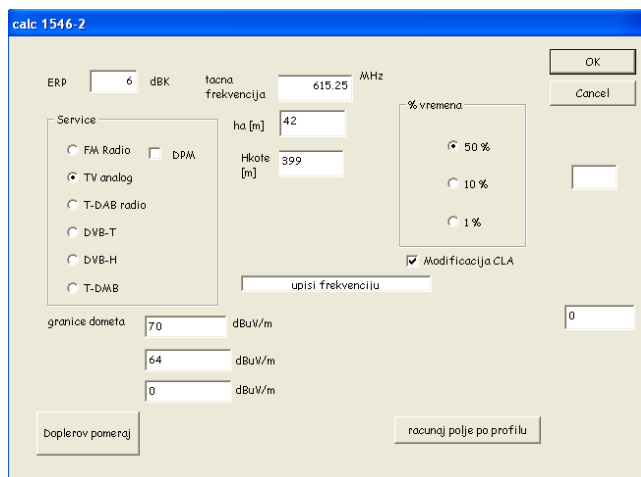 calc 1546-2
ERP 6 dBK
tacna frekvencija 615.25 MHz
OK
Cancel
ha [m] 42
Hkote [m] 399
Service
FM Radio
DPM
TV analog
T-DAB radio
DVB-T
DVB-H
T-DMB
% vremena
50 %
10 %
1 %
Modificacija CLA
upisi frekvenciju
granice dometa 70 dBuV/m
64 dBuV/m
0 dBuV/m
0
Doplerov pomeraj
racunaj polje po profilu